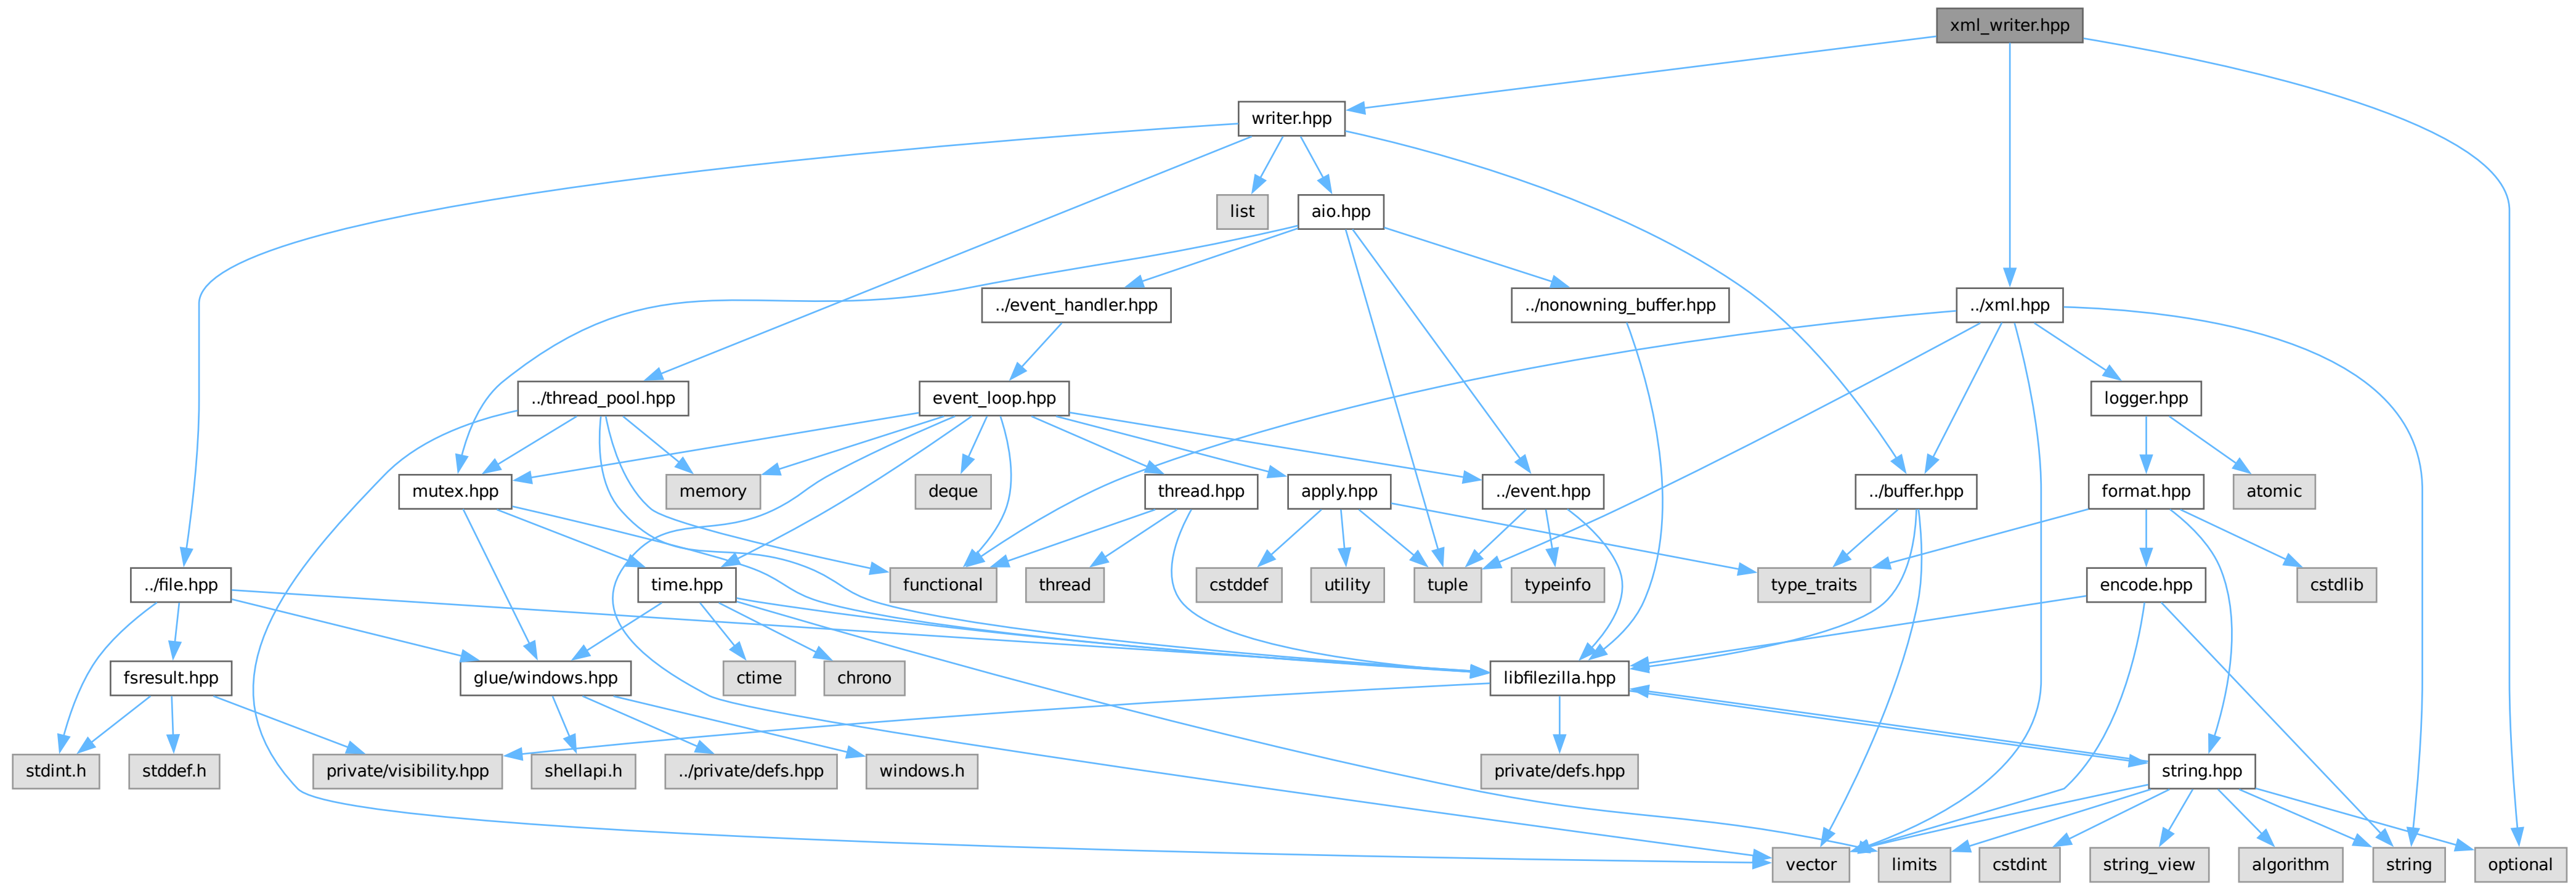 xml_writer.hpp
writer.hpp
list
aio.hpp
../event_handler.hpp
../nonowning_buffer.hpp
../xml.hpp
../thread_pool.hpp
event_loop.hpp
logger.hpp
mutex.hpp
memory
deque
thread.hpp
apply.hpp
../event.hpp
../buffer.hpp
format.hpp
atomic
../file.hpp
time.hpp
functional
thread
cstddef
utility
tuple
typeinfo
type_traits
encode.hpp
cstdlib
fsresult.hpp
glue/windows.hpp
ctime
chrono
libfilezilla.hpp
stdint.h
stddef.h
private/visibility.hpp
shellapi.h
../private/defs.hpp
windows.h
private/defs.hpp
string.hpp
vector
limits
cstdint
string_view
algorithm
string
optional